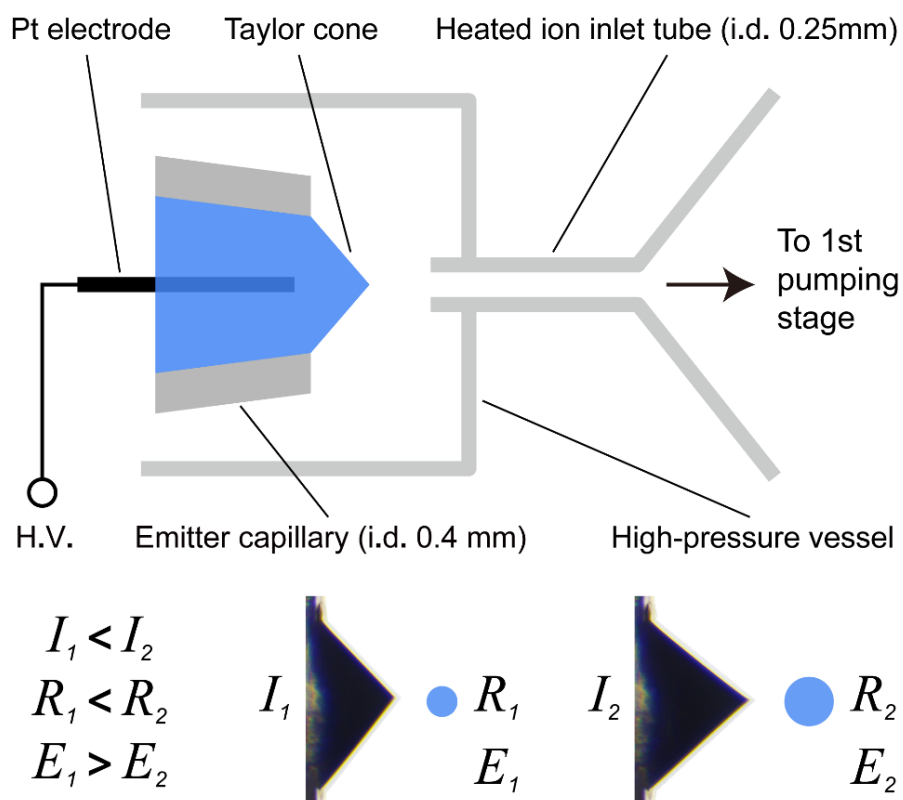 Pt electrode
Taylor cone
Heated ion inlet tube (i.d. 0.25mm)
To 1st
pumping
stage
H.V.
Emitter capillary (i.d. 0.4 mm)
High-pressure vessel
I₁ < I₂
R₁ < R₂
E₁ > E₂
I₁
R₁
E₁
I₂
R₂
E₂